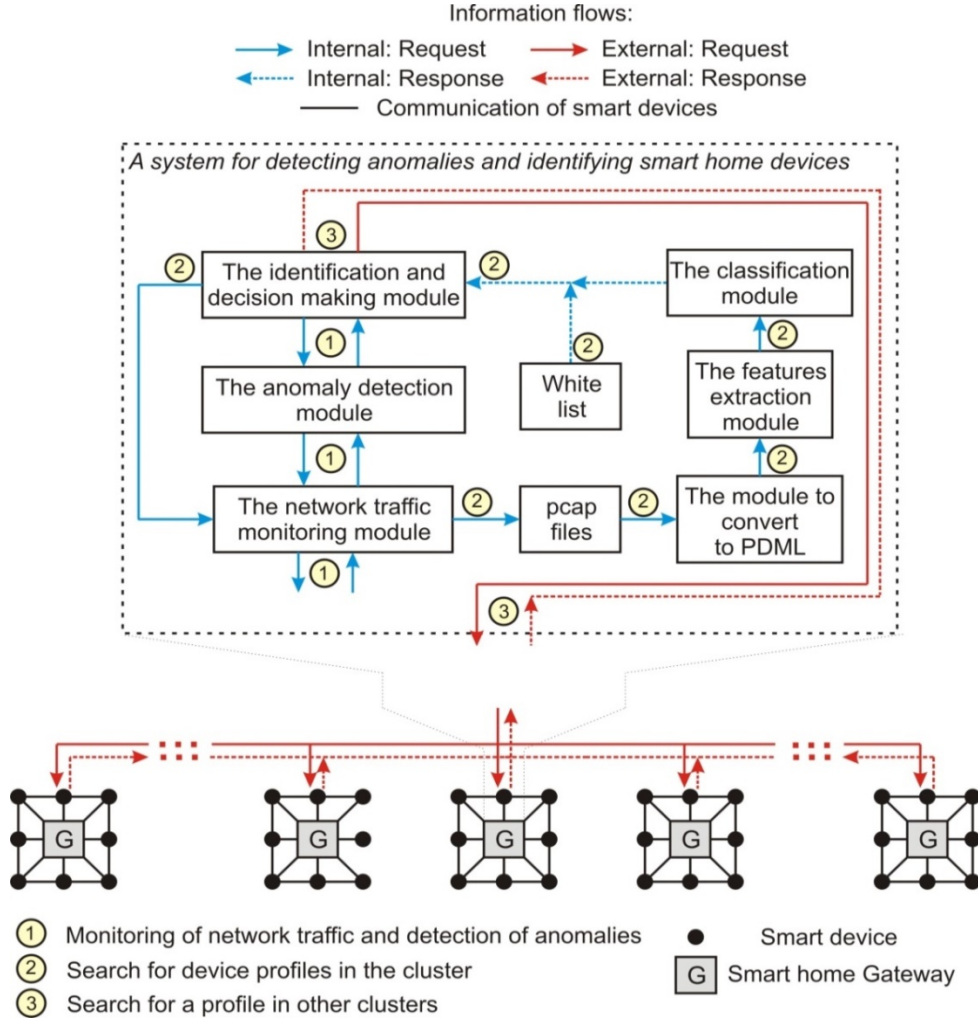 Information flows:
Internal: Request
External: Request
Internal: Response
External: Response
Communication of smart devices
A system for detecting anomalies and identifying smart home devices
3
2
The identification and
decision making module
2
The classification
module
1
2
2
The anomaly detection
module
White
list
The features
extraction
module
1
2
The network traffic
monitoring module
2
pcap
files
2
The module to
convert
to PDML
1
3
G
G
G
G
G
1
Monitoring of network traffic and detection of anomalies
Smart device
2
Search for device profiles in the cluster
G
Smart home Gateway
3
Search for a profile in other clusters